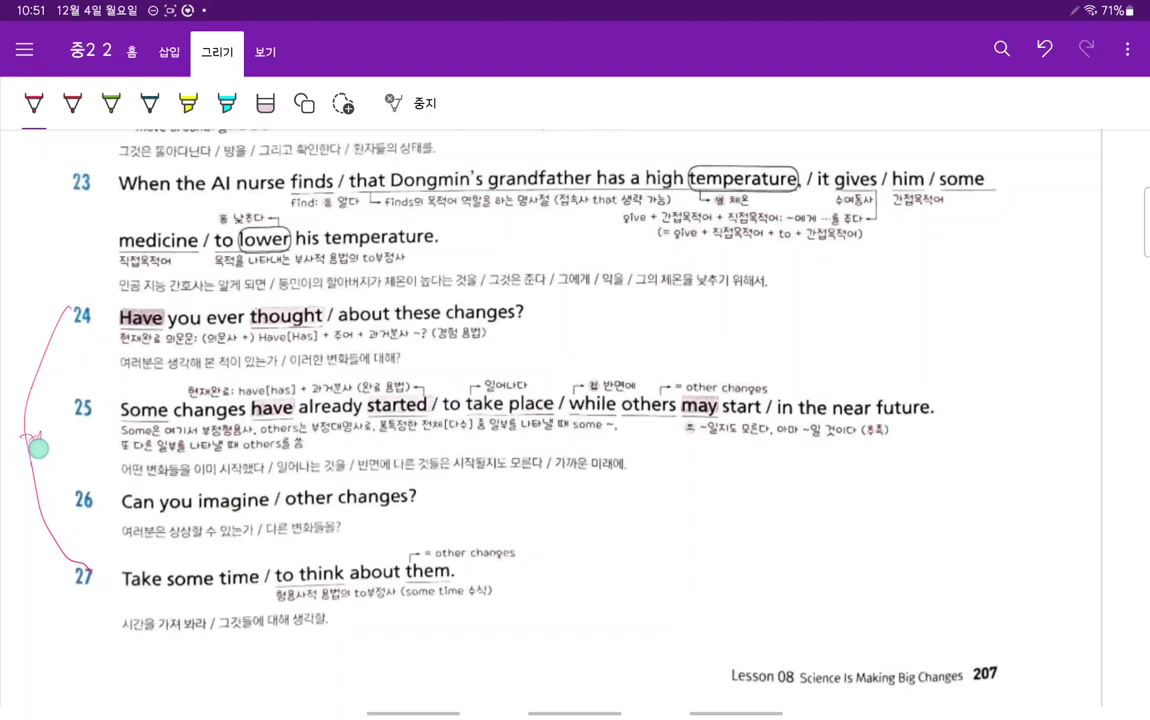 10:51 12월 4일 월요일 71%
중2 2 홈 삽입 그리기 보기
중지
그것은 돌아다닌다 / 방을 / 그리고 확인한다 / 환자들의 상태를.
23 When the AI nurse finds / that Dongmin's grandfather has a high temperature, / it gives / him / some
find: 동 알다 finds의 목적어 역할을 하는 명사절 (접속사 that 생략 가능) 명 체온 수여동사 간접목적어
동 낮추다 give + 간접목적어 + 직접목적어: ~에게 …를 주다
(= give + 직접목적어 + to + 간접목적어)
medicine / to lower his temperature.
직접목적어 목적을 나타내는 부사적 용법의 to부정사
인공 지능 간호사는 알게 되면 / 동민이의 할아버지가 체온이 높다는 것을 / 그것은 준다 / 그에게 / 약을 / 그의 체온을 낮추기 위해서.
24 Have you ever thought / about these changes?
현재완료 의문문: (의문사 +) Have[Has] + 주어 + 과거분사 ~? (경험 용법)
여러분은 생각해 본 적이 있는가 / 이러한 변화들에 대해?
현재완료: have[has] + 과거분사 (완료 용법) 일어나다 접 반면에 = other changes
25 Some changes have already started / to take place / while others may start / in the near future.
Some은 여기서 부정형용사, others는 부정대명사로, 불특정한 전체[다수] 중 일부를 나타낼 때 some ~, 조 ~일지도 모른다, 아마 ~일 것이다 (추측)
또 다른 일부를 나타낼 때 others를 씀
어떤 변화들을 이미 시작했다 / 일어나는 것을 / 반면에 다른 것들은 시작될지도 모른다 / 가까운 미래에.
26 Can you imagine / other changes?
여러분은 상상할 수 있는가 / 다른 변화들을?
= other changes
27 Take some time / to think about them.
형용사적 용법의 to부정사 (some time 수식)
시간을 가져 봐라 / 그것들에 대해 생각할.
Lesson 08 Science Is Making Big Changes 207